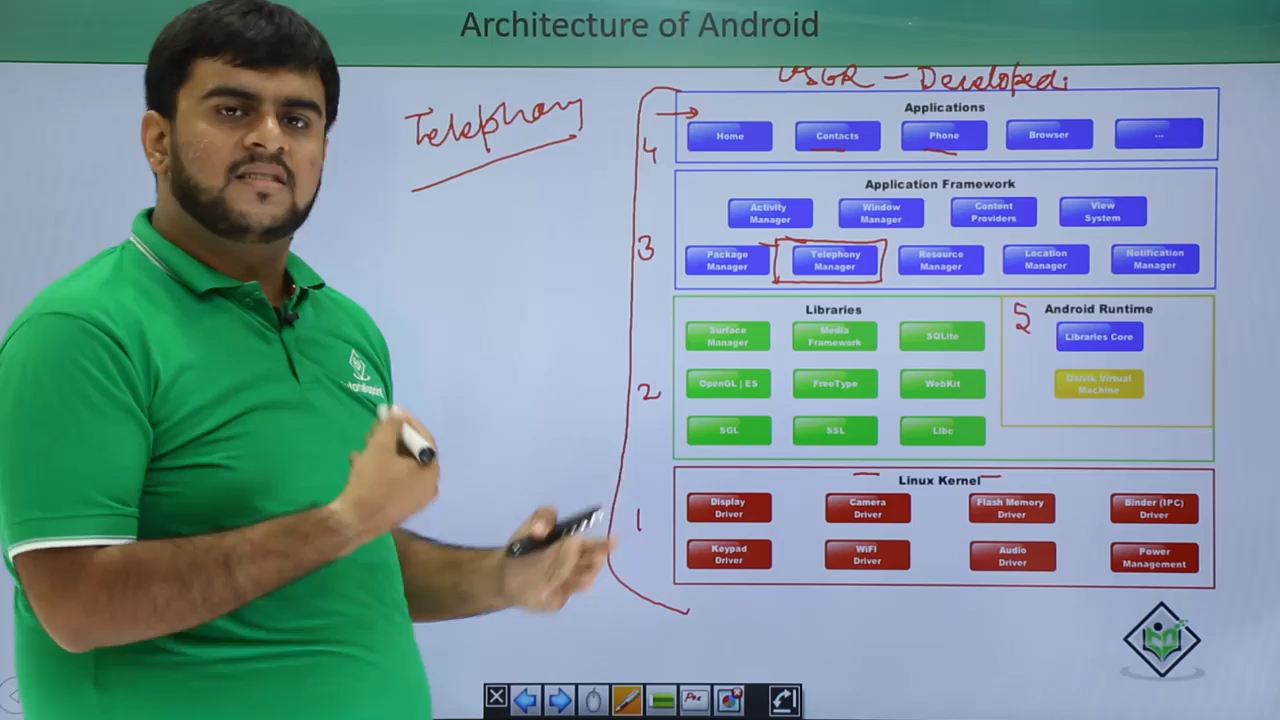 Architecture of Android
USER - Developed
Telephony
Applications
4
Home
Contacts
Phone
Browser
...
Application Framework
3
Activity
Manager
Window
Manager
Content
Providers
View
System
Package
Manager
Telephony
Manager
Resource
Manager
Location
Manager
Notification
Manager
Libraries
2
Surface
Manager
Media
Framework
SQLite
OpenGL | ES
FreeType
WebKit
SGL
SSL
Libc
5
Android Runtime
Libraries Core
Dalvik Virtual
Machine
1
Linux Kernel
Display
Driver
Camera
Driver
Flash Memory
Driver
Binder (IPC)
Driver
Keypad
Driver
WiFi
Driver
Audio
Driver
Power
Management